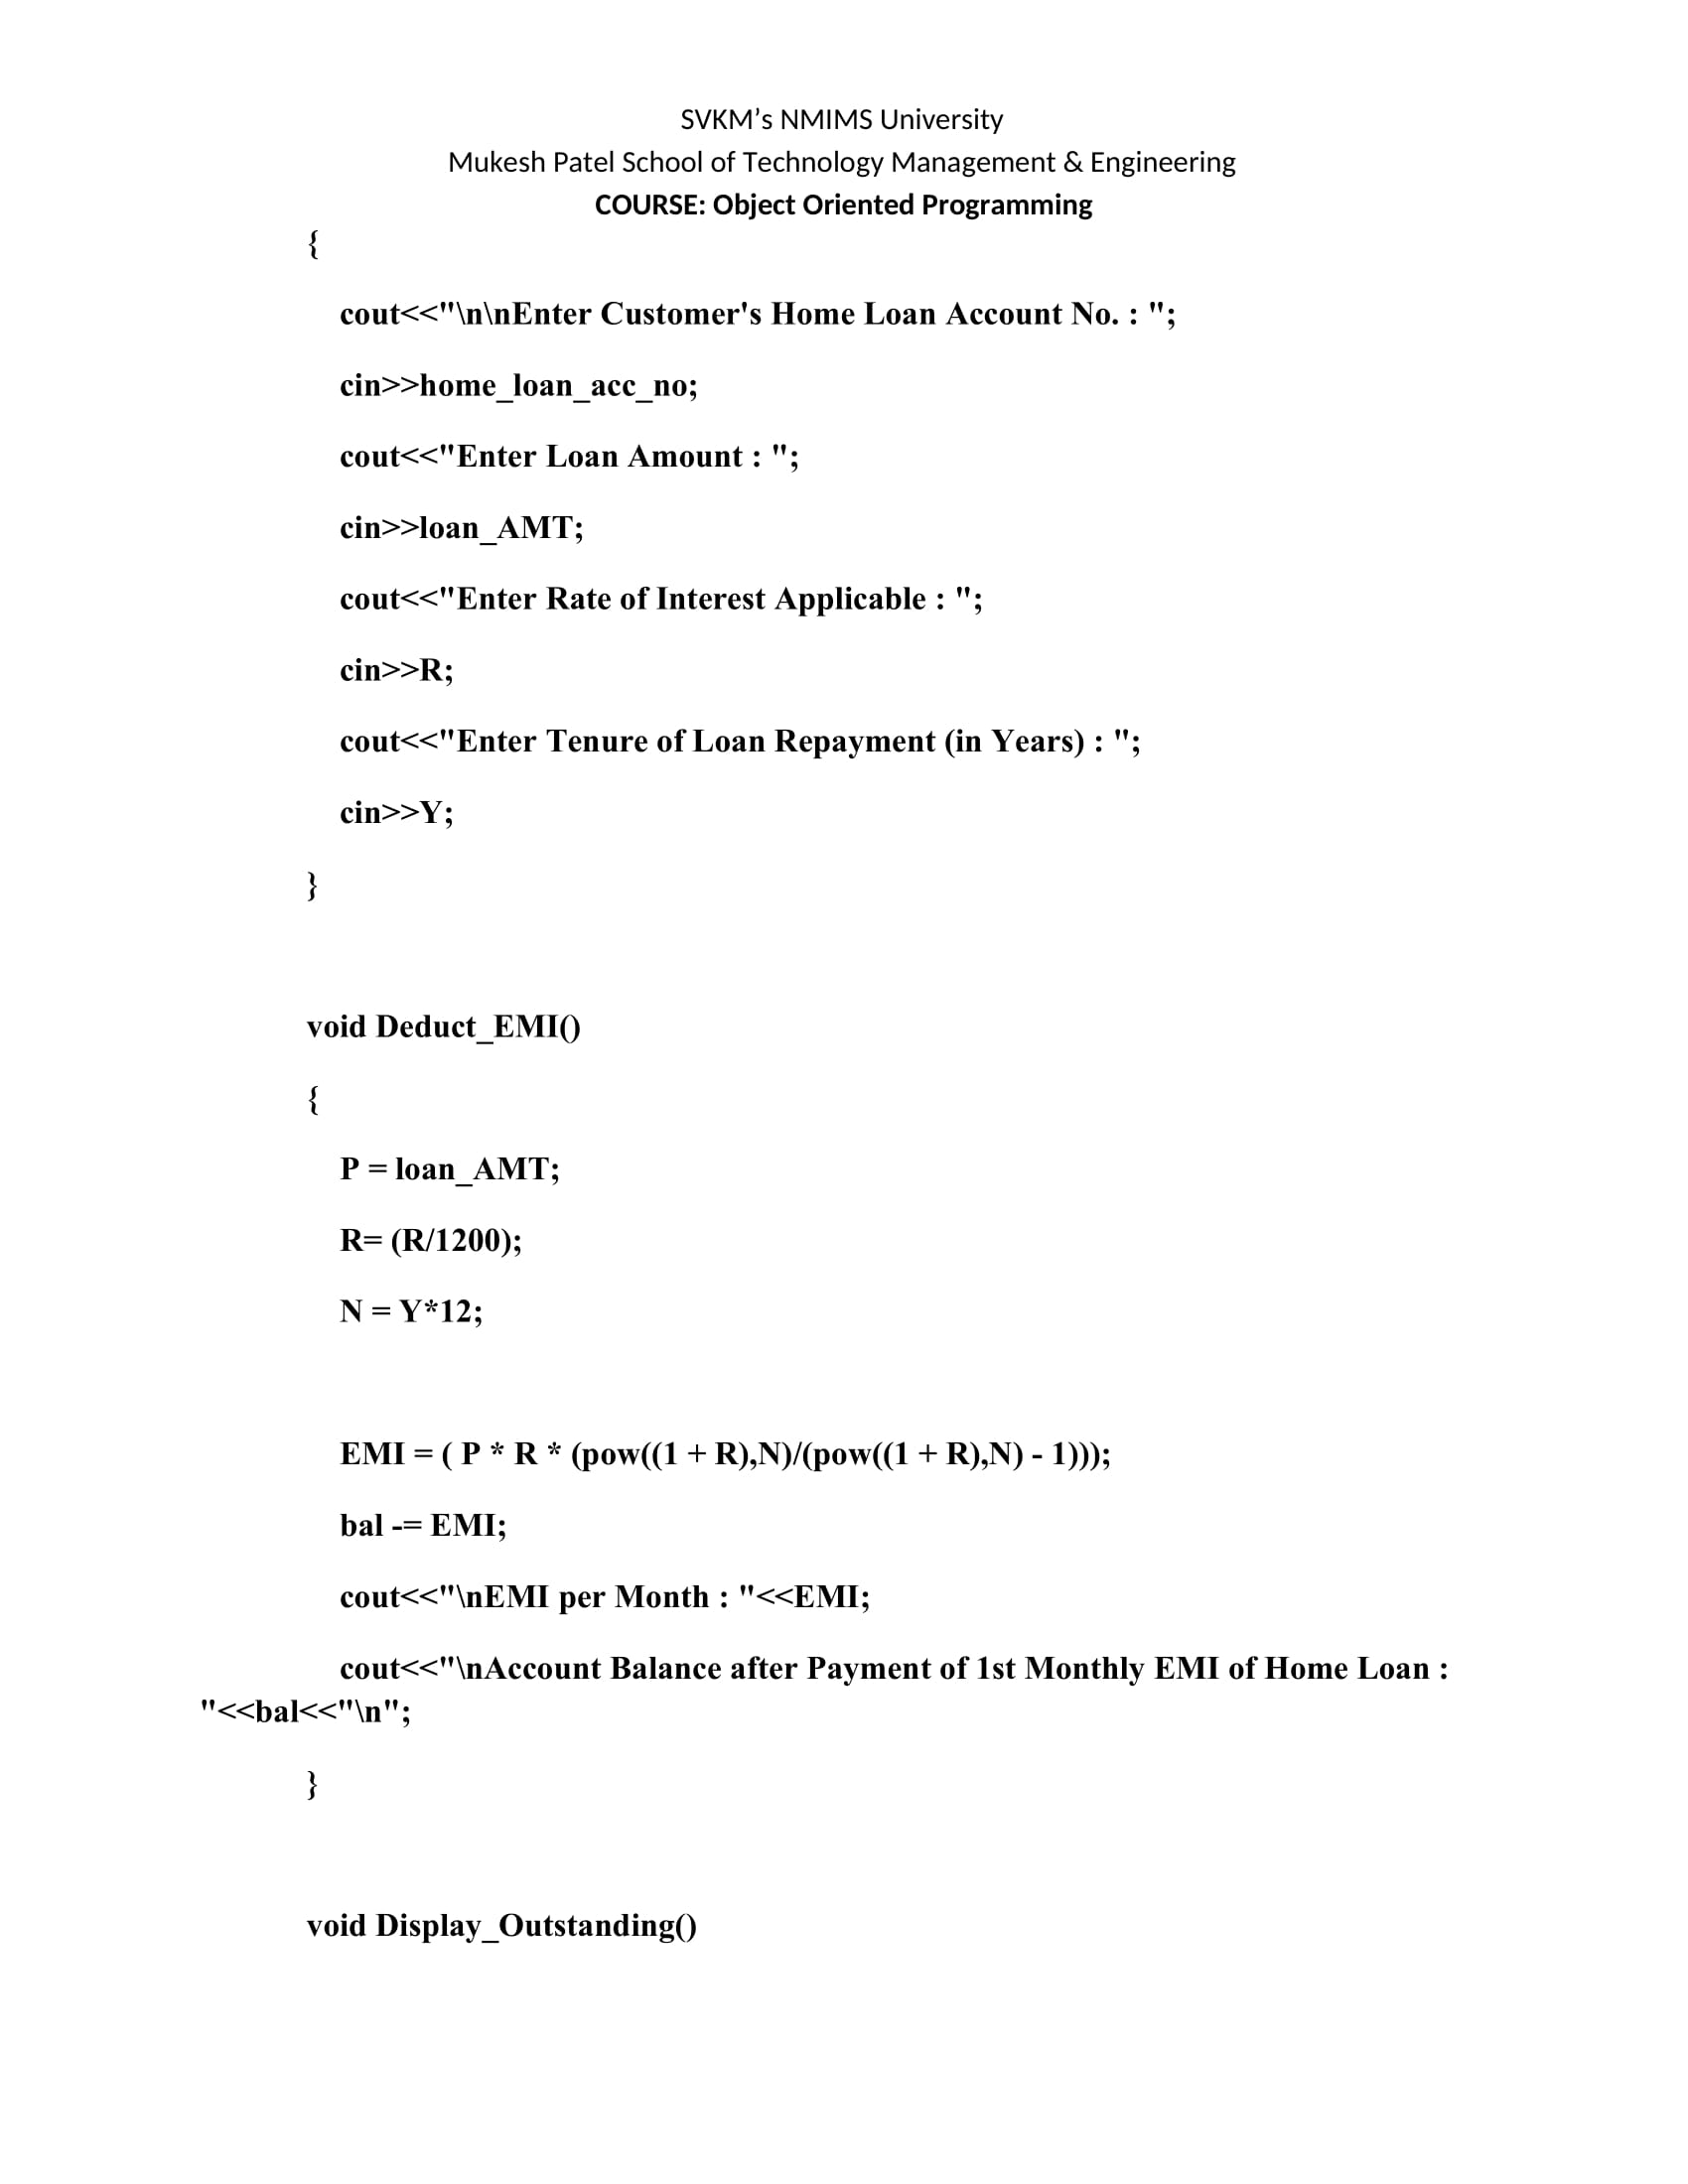 SVKM’s NMIMS University
Mukesh Patel School of Technology Management & Engineering
COURSE: Object Oriented Programming
{
cout<<"\n\nEnter Customer's Home Loan Account No. : ";
cin>>home_loan_acc_no;
cout<<"Enter Loan Amount : ";
cin>>loan_AMT;
cout<<"Enter Rate of Interest Applicable : ";
cin>>R;
cout<<"Enter Tenure of Loan Repayment (in Years) : ";
cin>>Y;
}
void Deduct_EMI()
{
P = loan_AMT;
R= (R/1200);
N = Y*12;
EMI = ( P * R * (pow((1 + R),N)/(pow((1 + R),N) - 1)));
bal -= EMI;
cout<<"\nEMI per Month : "<<EMI;
cout<<"\nAccount Balance after Payment of 1st Monthly EMI of Home Loan :
"<<bal<<"\n";
}
void Display_Outstanding()